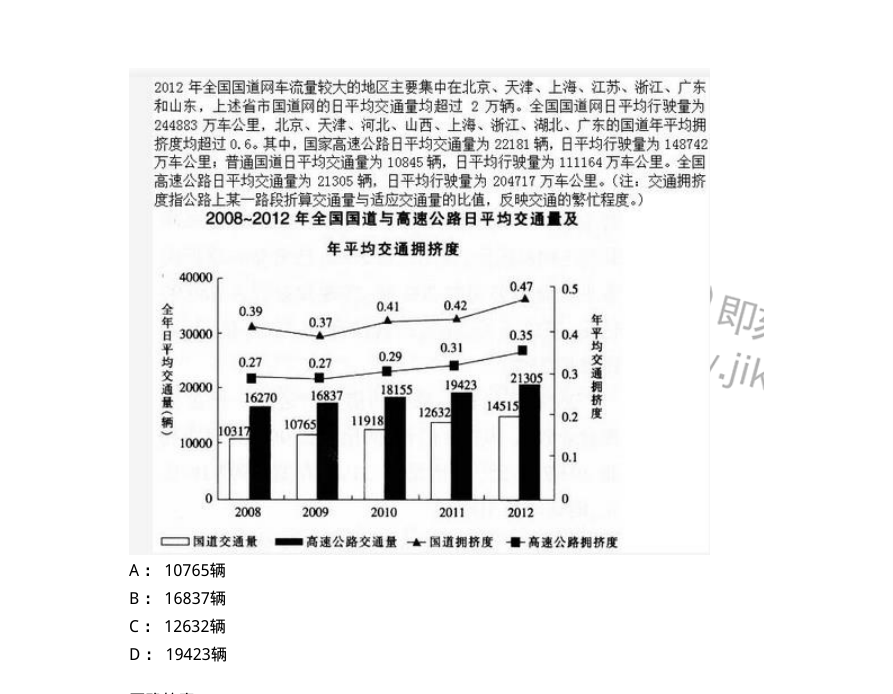 2012 年全国国道网车流量较大的地区主要集中在北京、天津、上海、江苏、浙江、广东
和山东，上述省市国道网的日平均交通量均超过 2 万辆。全国国道网日平均行驶量为
244883 万车公里，北京、天津、河北、山西、上海、浙江、湖北、广东的国道年平均拥
挤度均超过 0.6。其中，国家高速公路日平均交通量为 22181 辆，日平均行驶量为 148742
万车公里；普通国道日平均交通量为 10845 辆，日平均行驶量为 111164 万车公里。全国
高速公路日平均交通量为 21305 辆，日平均行驶量为 204717 万车公里。（注：交通拥挤
度指公路上某一路段折算交通量与适应交通量的比值，反映交通的繁忙程度。）
2008~2012 年全国国道与高速公路日平均交通量及
年平均交通拥挤度
全年日平均交通量（辆）
40000
30000
20000
10000
0
0.39 0.37 0.41 0.42 0.47
0.27 0.27 0.29 0.31 0.35
16270 16837 18155 19423 21305
10317 10765 11918 12632 14515
0.5
0.4
0.3
0.2
0.1
0
年平均交通拥挤度
2008 2009 2010 2011 2012
国道交通量 高速公路交通量 国道拥挤度 高速公路拥挤度
即
.jik
A： 10765辆
B： 16837辆
C： 12632辆
D： 19423辆